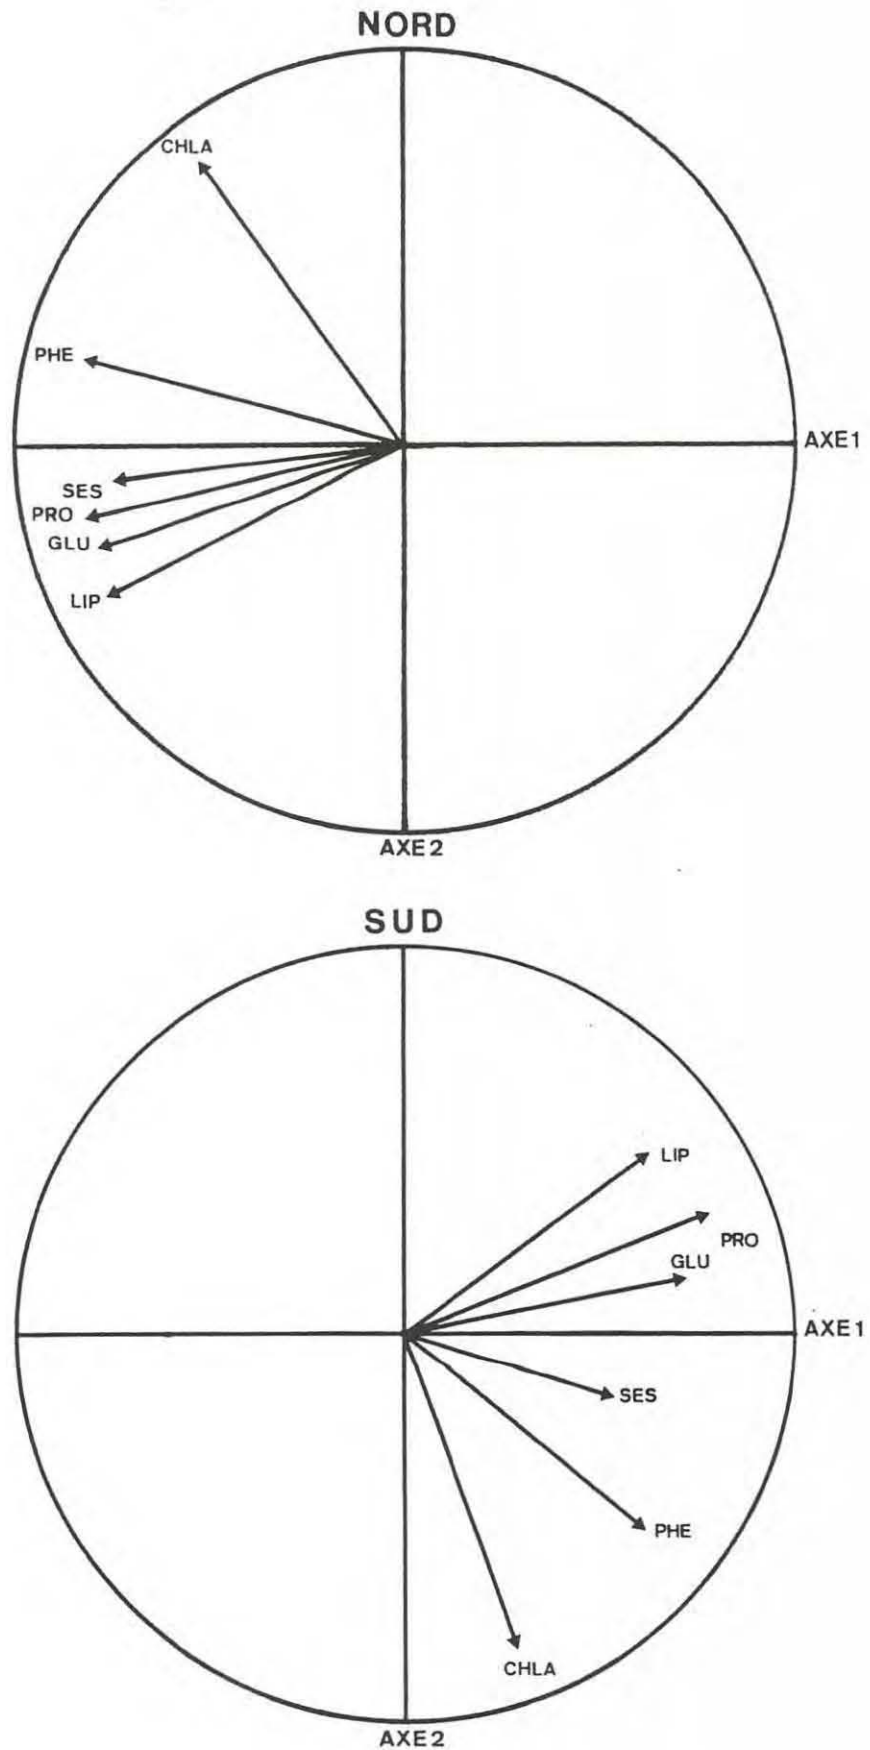 NORD
CHLA
PHE
AXE1
SES
PRO
GLU
LIP
AXE2
SUD
LIP
PRO
GLU
AXE1
SES
PHE
CHLA
AXE2